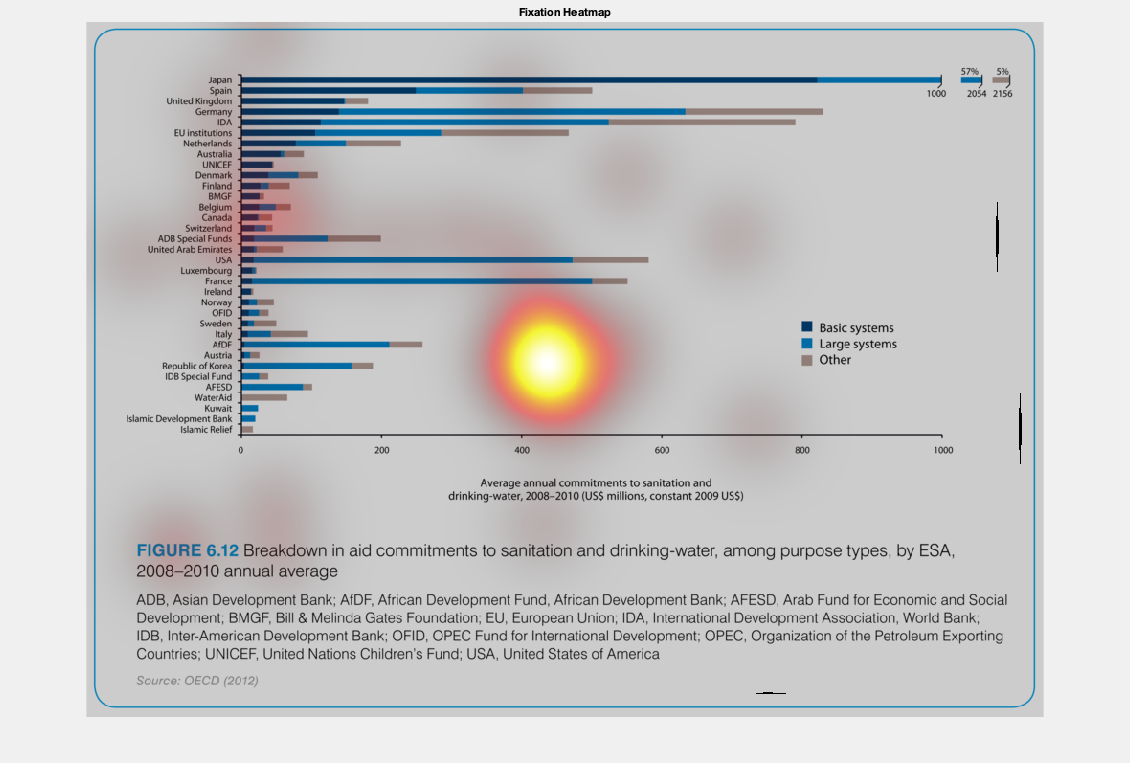 Fixation Heatmap
Japan
57% 5%
1000 2054 2156
Spain
United Kingdom
Germany
IDA
EU institutions
Netherlands
Australia
UNICEF
Denmark
Finland
BMGF
Belgium
Canada
Switzerland
ADB Special Funds
United Arab Emirates
USA
Luxembourg
France
Ireland
Norway
OFID
Sweden
Italy
AfDF
Austria
Republic of Korea
IDB Special Fund
AFESD
WaterAid
Kuwait
Islamic Development Bank
Islamic Relief
Basic systems
Large systems
Other
0 200 400 600 800 1000
Average annual commitments to sanitation and
drinking-water, 2008–2010 (US$ millions, constant 2009 US$)
FIGURE 6.12 Breakdown in aid commitments to sanitation and drinking-water, among purpose types, by ESA,
2008–2010 annual average
ADB, Asian Development Bank; AfDF, African Development Fund, African Development Bank; AFESD, Arab Fund for Economic and Social
Development; BMGF, Bill & Melinda Gates Foundation; EU, European Union; IDA, International Development Association, World Bank;
IDB, Inter-American Development Bank; OFID, OPEC Fund for International Development; OPEC, Organization of the Petroleum Exporting
Countries; UNICEF, United Nations Children's Fund; USA, United States of America
Source: OECD (2012)